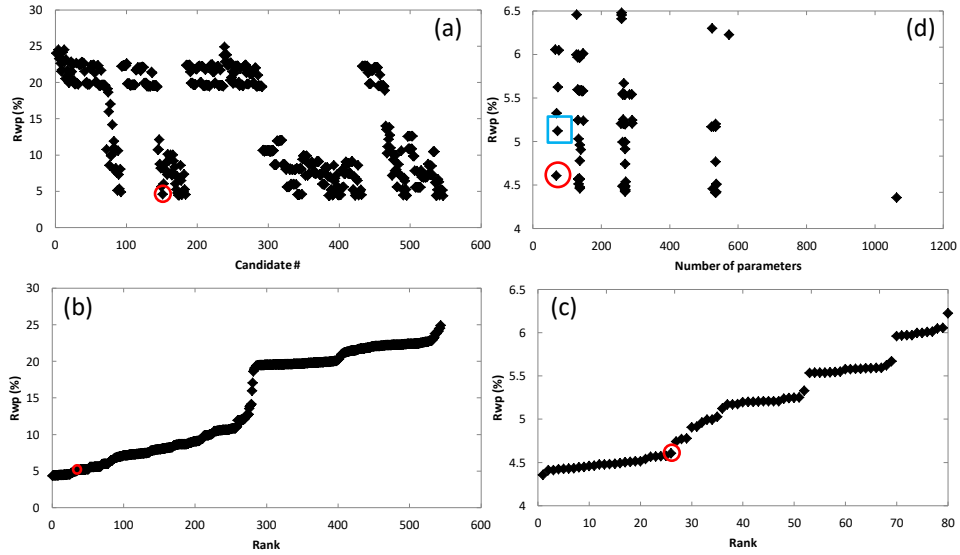 (a)
Rwp (%)
30
25
20
15
10
5
0
0 100 200 300 400 500 600
Candidate #
(d)
Rwp (%)
6.5
6
5.5
5
4.5
4
0 200 400 600 800 1000 1200
Number of parameters
(b)
Rwp (%)
30
25
20
15
10
5
0
0 100 200 300 400 500 600
Rank
(c)
Rwp (%)
6.5
6
5.5
5
4.5
4
0 10 20 30 40 50 60 70 80
Rank